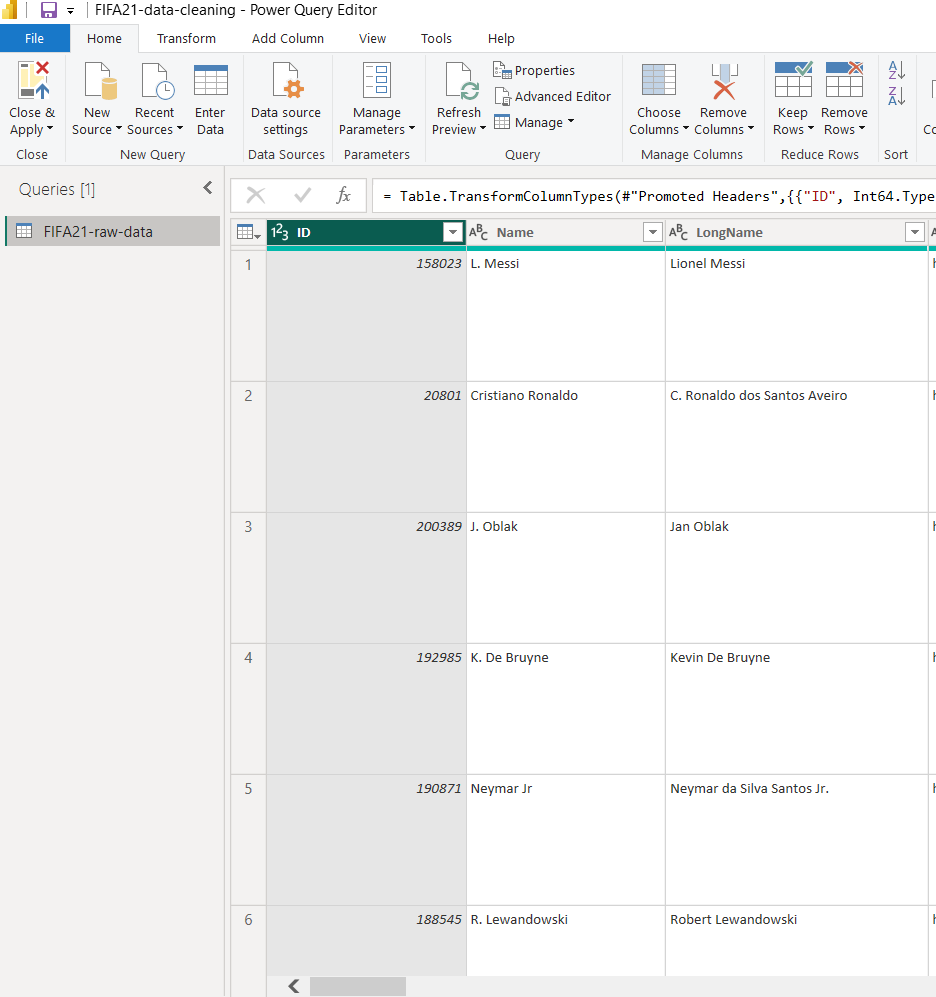 FIFA21-data-cleaning - Power Query Editor
File Home Transform Add Column View Tools Help
Close & Apply
New Source
Recent Sources
Enter Data
Data source settings
Manage Parameters
Refresh Preview
Properties
Advanced Editor
Manage
Choose Columns
Remove Columns
Keep Rows
Remove Rows
A Z
Z A
Close New Query Data Sources Parameters Query Manage Columns Reduce Rows Sort
Queries [1]
fx = Table.TransformColumnTypes(#"Promoted Headers",{{"ID", Int64.Type
FIFA21-raw-data
123 ID ABC Name ABC LongName
1 158023 L. Messi Lionel Messi
2 20801 Cristiano Ronaldo C. Ronaldo dos Santos Aveiro
3 200389 J. Oblak Jan Oblak
4 192985 K. De Bruyne Kevin De Bruyne
5 190871 Neymar Jr Neymar da Silva Santos Jr.
6 188545 R. Lewandowski Robert Lewandowski